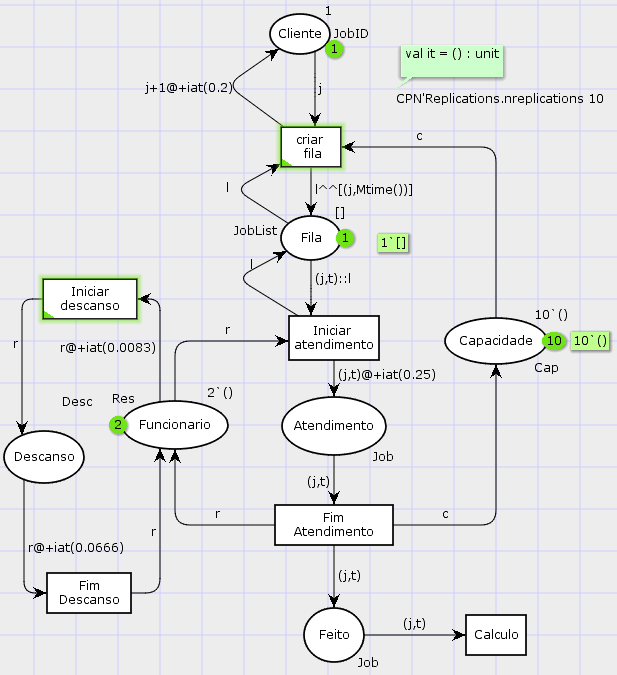 1
Cliente
JobID
1
val it = () : unit
j+1@+iat(0.2)
j
CPN'Replications.nreplications 10
criar
fila
c
l
l^^[(j,Mtime())]
[]
JobList
Fila
1
1`[]
l
(j,t)::l
Iniciar
descanso
10`()
r
r@+iat(0.0083)
r
Iniciar
atendimento
Capacidade
10
10`()
Cap
(j,t)@+iat(0.25)
Desc
Res
2`()
2
Funcionario
Atendimento
Job
Descanso
(j,t)
r
Fim
Atendimento
c
r
r@+iat(0.0666)
Fim
Descanso
(j,t)
Feito
(j,t)
Calculo
Job